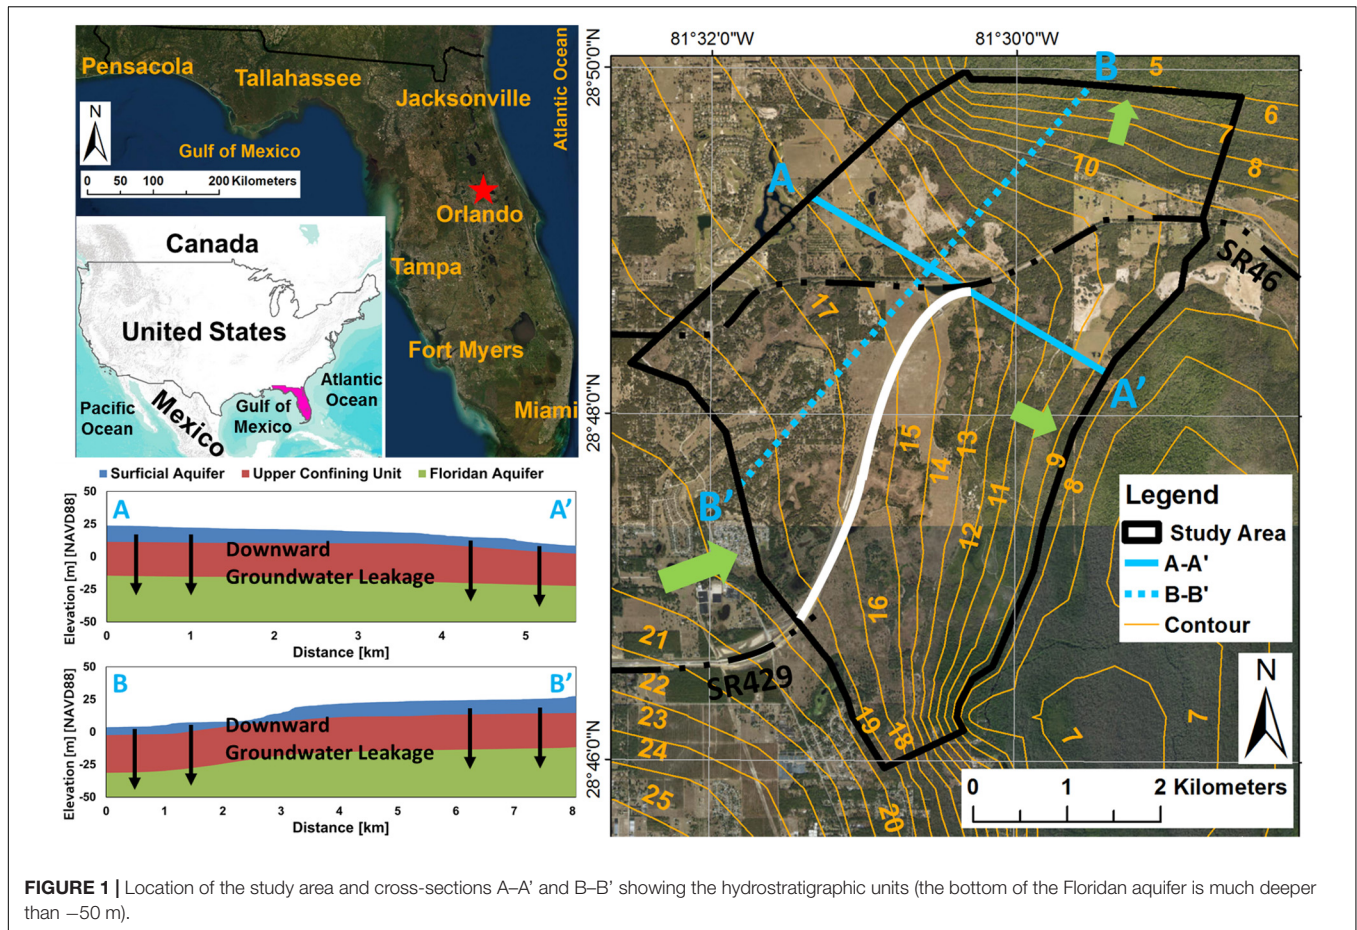 Pensacola
Tallahassee
Jacksonville
Atlantic Ocean
N
Gulf of Mexico
0 50 100 200 Kilometers
Orlando
Tampa
Fort Myers
Miami
Canada
United States
Mexico
Gulf of
Mexico
Atlantic
Ocean
Pacific
Ocean
Surficial Aquifer Upper Confining Unit Floridan Aquifer
A A’
Downward
Groundwater Leakage
Elevation [m] [NAVD88]
50
25
0
-25
-50
0 1 2 3 4 5
Distance [km]
B B’
Downward
Groundwater Leakage
Elevation [m] [NAVD88]
50
25
0
-25
-50
0 1 2 3 4 5 6 7 8
Distance [km]
81°32'0"W 81°30'0"W
28°50'0"N
28°48'0"N
28°46'0"N
B
5
6
7
8
10
A
SR46
17
A’
15
14
13
9
8
11
12
B’
16
21
22
23
24
25
SR429
19
18
20
7
7
Legend
Study Area
A-A'
B-B'
Contour
N
0 1 2 Kilometers
FIGURE 1 | Location of the study area and cross-sections A–A’ and B–B’ showing the hydrostratigraphic units (the bottom of the Floridan aquifer is much deeper
than −50 m).